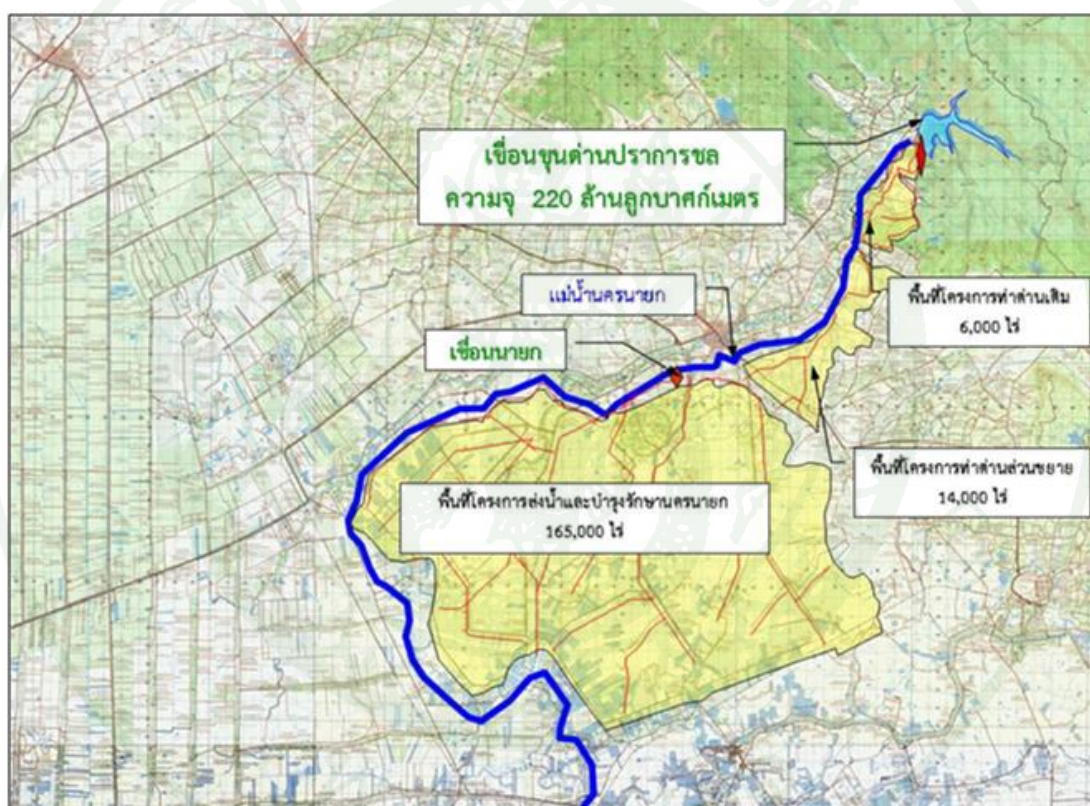 เขื่อนขุนด่านปราการชล
ความจุ 220 ล้านลูกบาศก์เมตร
แม่น้ำนครนายก
เขื่อนนายก
พื้นที่โครงการท่าด่านเดิม
6,000 ไร่
พื้นที่โครงการท่าด่านส่วนขยาย
14,000 ไร่
พื้นที่โครงการส่งน้ำและบำรุงรักษานครนายก
165,000 ไร่